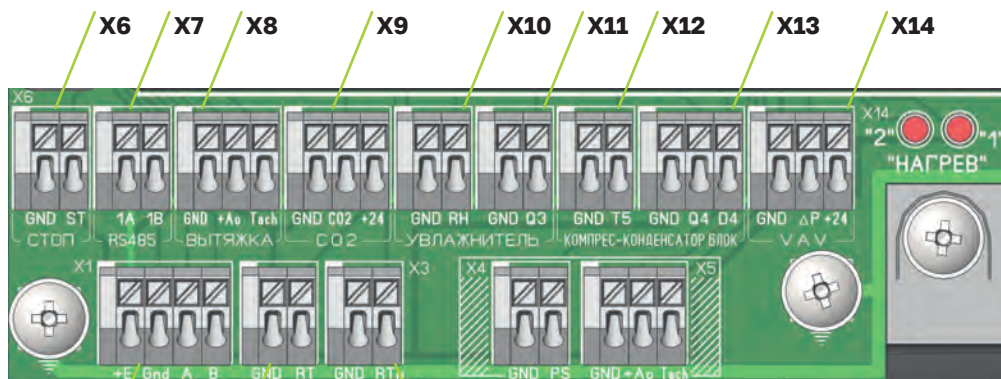 X6 X7 X8 X9 X10 X11 X12 X13 X14
X6 X14 "2" "1"
"НАГРЕВ"
GND ST 1A 1B GND +Ao Tach GND CO2 +24 GND RH GND Q3 GND T5 GND Q4 D4 GND ΔP +24
СТОП RS485 ВЫТЯЖКА CO2 УВЛАЖНИТЕЛЬ КОМПРЕС-КОНДЕНСАТОР БЛОК VAV
X1 X3 X4 X5
+E Gnd A B GND RT GND GND PS GND +Ao Tach